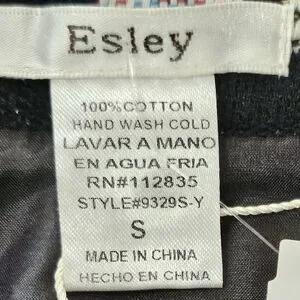 Esley
100%COTTON
HAND WASH COLD
LAVAR A MANO
EN AGUA FRIA
RN#112835
STYLE#9329S-Y
S
MADE IN CHINA
HECHO EN CHINA